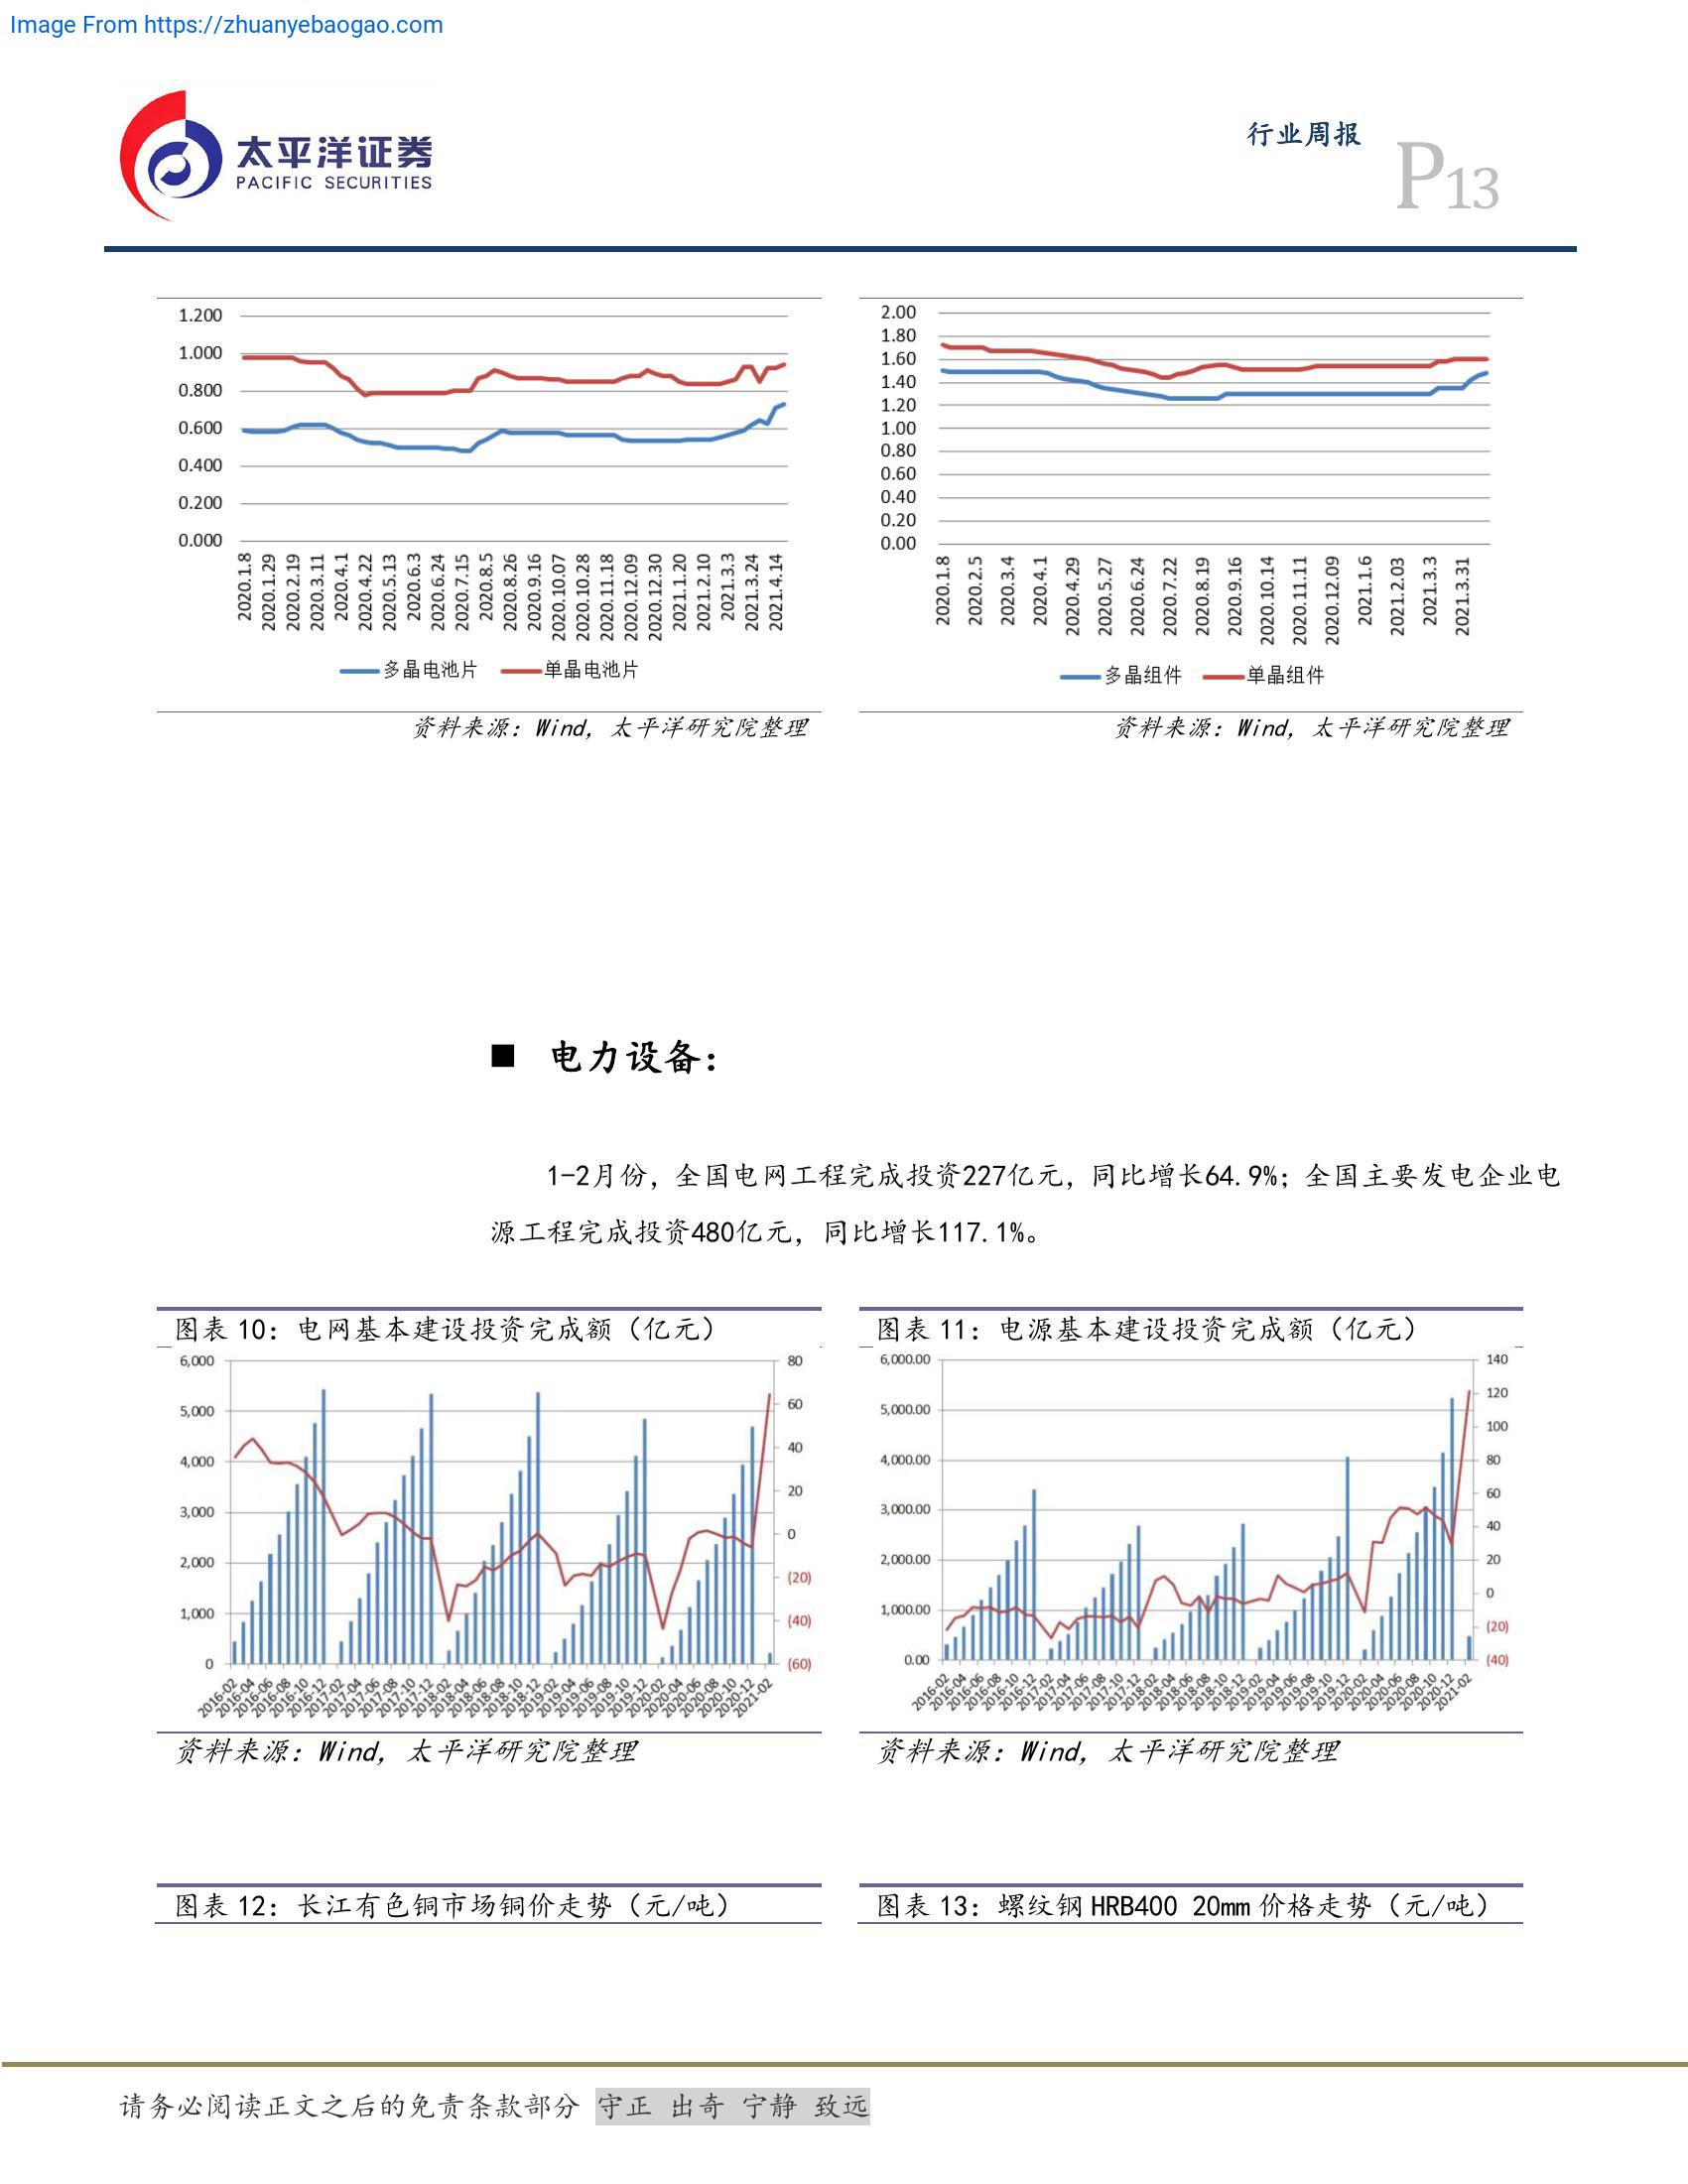 Image From https://zhuanyebaogao.com
太平洋证券
PACIFIC SECURITIES
行业周报
P13
1.200
1.000
0.800
0.600
0.400
0.200
0.000
2020.1.8 2020.1.29 2020.2.19 2020.3.11 2020.4.1 2020.4.22 2020.5.13 2020.6.3 2020.6.24 2020.7.15 2020.8.5 2020.8.26 2020.9.16 2020.10.07 2020.10.28 2020.11.18 2020.12.09 2020.12.30 2021.11.20 2021.2.10 2021.3.3 2021.3.24 2021.4.14
多晶电池片 单晶电池片
资料来源：Wind，太平洋研究院整理
2.00
1.80
1.60
1.40
1.20
1.00
0.80
0.60
0.40
0.20
0.00
2020.1.8 2020.2.5 2020.3.4 2020.4.1 2020.4.29 2020.5.27 2020.6.24 2020.7.22 2020.8.19 2020.9.16 2020.10.14 2020.11.11 2020.12.09 2021.1.6 2021.2.03 2021.3.3 2021.3.31
多晶组件 单晶组件
资料来源：Wind，太平洋研究院整理
■ 电力设备：
1-2月份，全国电网工程完成投资227亿元，同比增长64.9%；全国主要发电企业电
源工程完成投资480亿元，同比增长117.1%。
图表 10：电网基本建设投资完成额（亿元）
6,000 80
5,000 60
4,000 40
3,000 20
2,000 0
1,000 (20)
0 (40)
(60)
2016-02 2016-04 2016-06 2016-08 2016-10 2016-12 2017-02 2017-04 2017-06 2017-08 2017-10 2017-12 2018-02 2018-04 2018-06 2018-08 2018-10 2018-12 2019-02 2019-04 2019-06 2019-08 2019-10 2019-12 2020-02 2020-04 2020-06 2020-08 2020-10 2020-12 2021-02
资料来源：Wind，太平洋研究院整理
图表 11：电源基本建设投资完成额（亿元）
6,000.00 140
5,000.00 120
4,000.00 100
3,000.00 80
2,000.00 60
1,000.00 40
0.00 20
0
(20)
(40)
2016-02 2016-04 2016-06 2016-08 2016-10 2016-12 2017-02 2017-04 2017-06 2017-08 2017-10 2017-12 2018-02 2018-04 2018-06 2018-08 2018-10 2018-12 2019-02 2019-04 2019-06 2019-08 2019-10 2019-12 2020-02 2020-04 2020-06 2020-08 2020-10 2020-12 2021-02
资料来源：Wind，太平洋研究院整理
图表 12：长江有色铜市场铜价走势（元/吨）
图表 13：螺纹钢 HRB400 20mm 价格走势（元/吨）
请务必阅读正文之后的免责条款部分 守正 出奇 宁静 致远